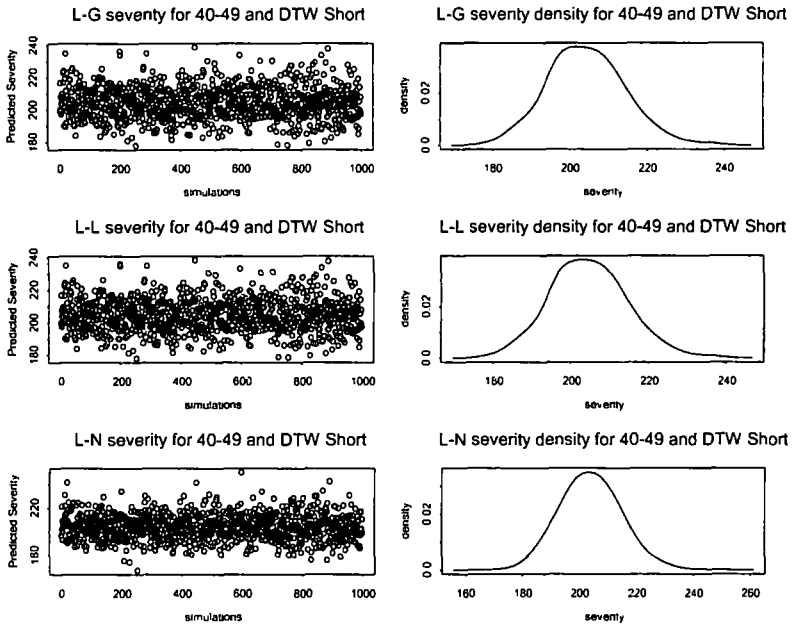 L-G severity for 40-49 and DTW Short
Predicted Severity
180 200 220 240
0 200 400 600 800 1000
simulations
L-G severity density for 40-49 and DTW Short
density
0.0 0.02
180 200 220 240
severity
L-L severity for 40-49 and DTW Short
Predicted Severity
180 200 220 240
0 200 400 600 800 1000
simulations
L-L severity density for 40-49 and DTW Short
density
0.0 0.02
180 200 220 240
severity
L-N severity for 40-49 and DTW Short
Predicted Severity
180 220
0 200 400 600 800 1000
simulations
L-N severity density for 40-49 and DTW Short
density
0.0 0.02
160 180 200 220 240 260
severity